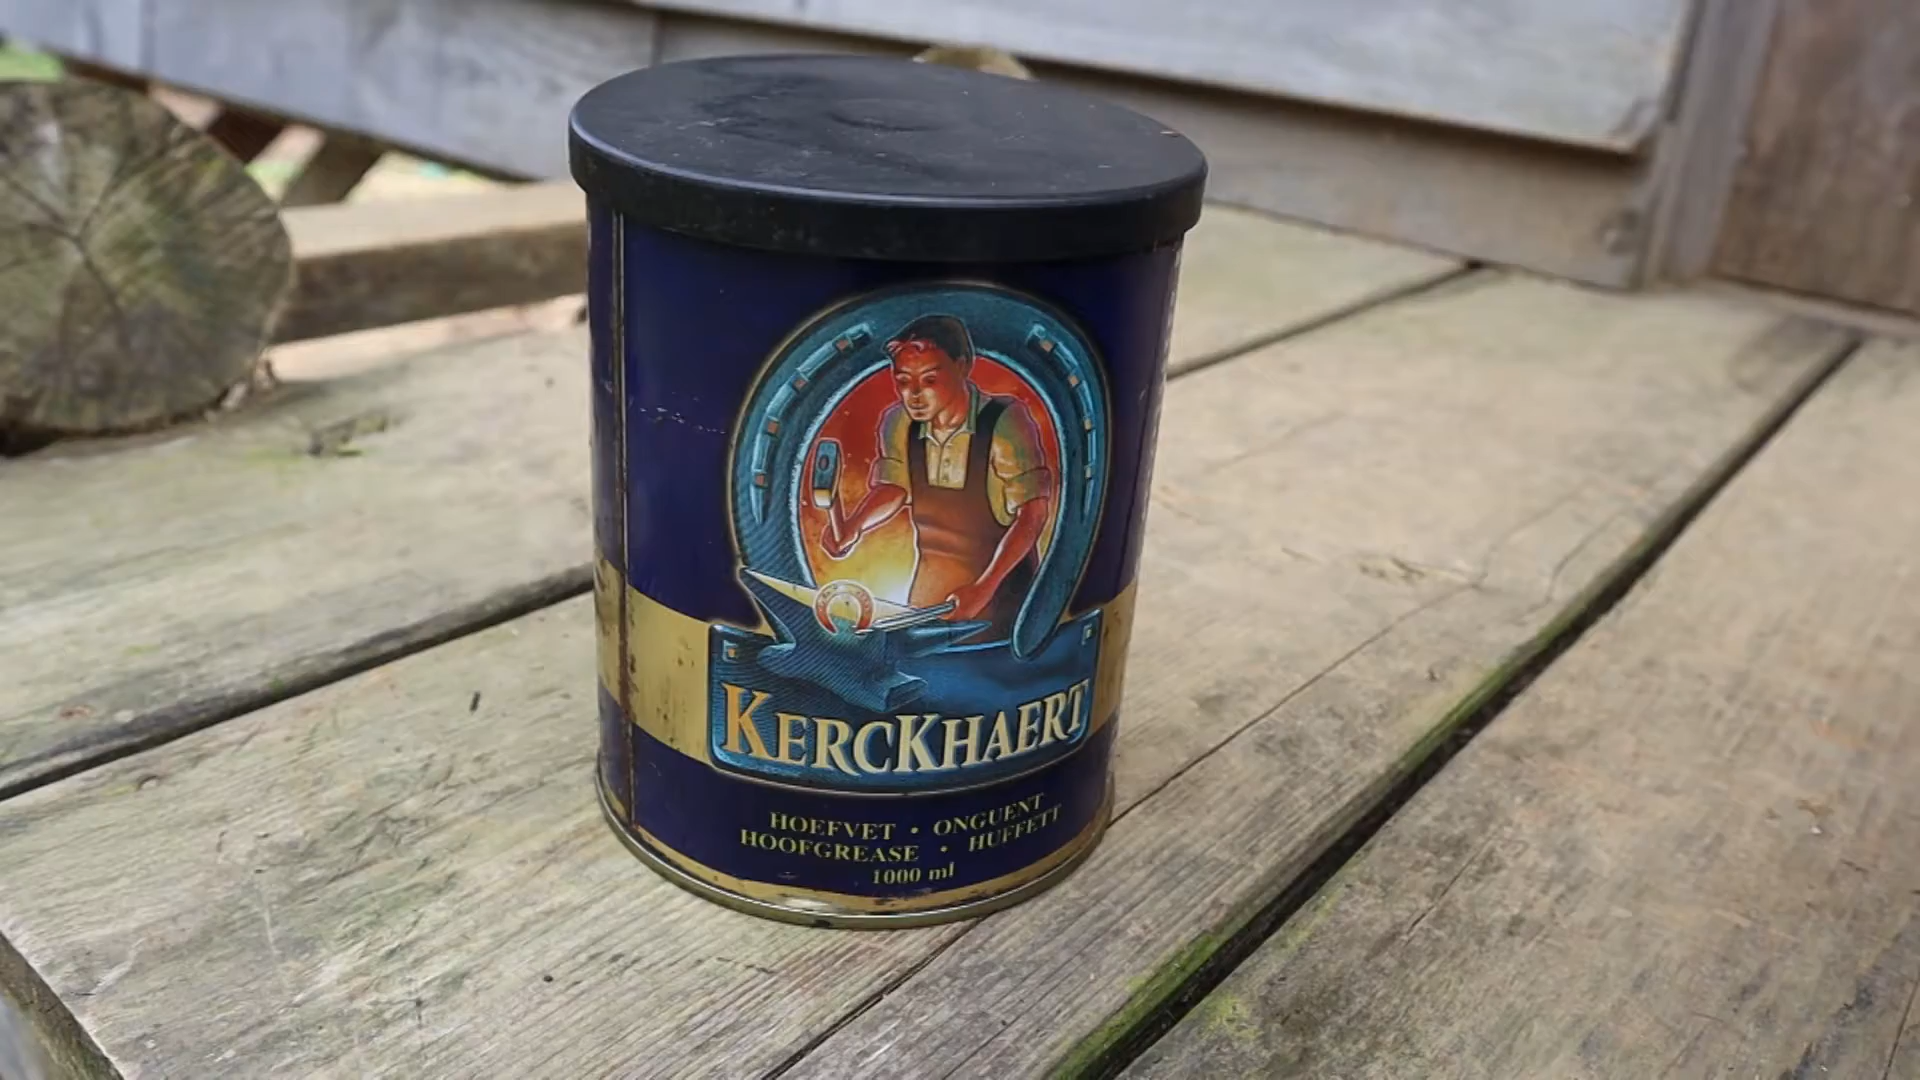 KERCKHAERT
HOEFVET • ONGUENT
HOOFGREASE • HUFFETT
1000 ml